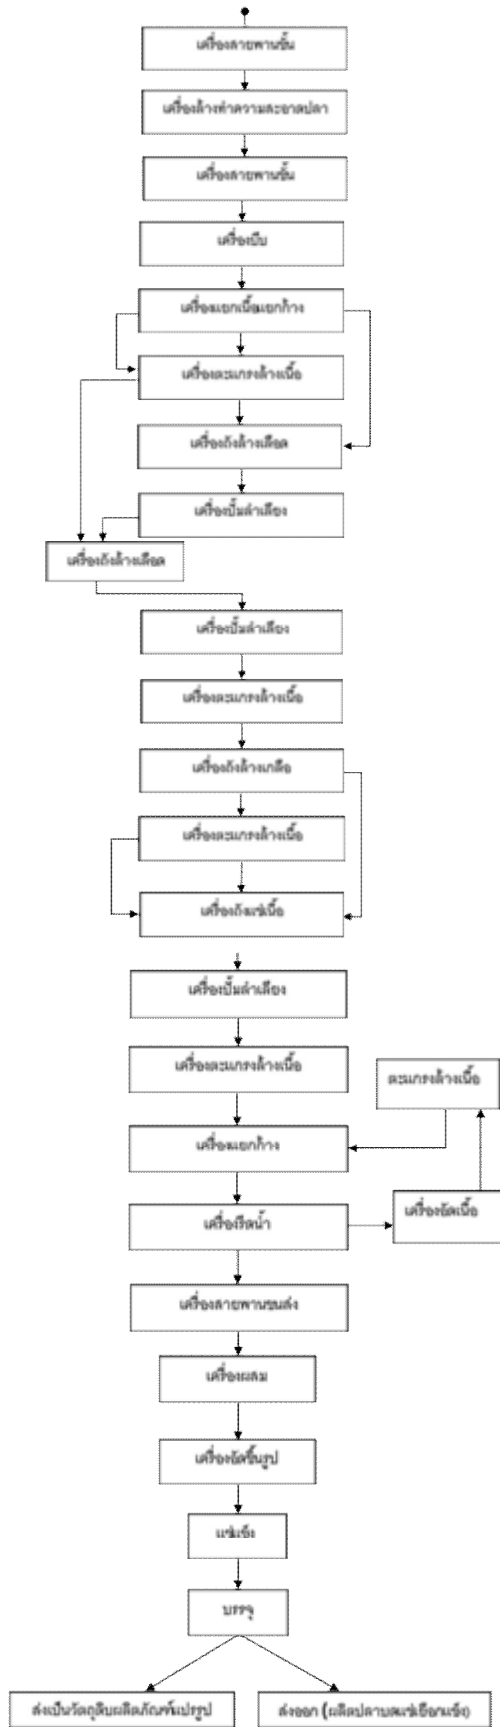 เครื่องสายพานขึ้น
เครื่องล้างทำความสะอาดปลา
เครื่องสายพานขึ้น
เครื่องบีบ
เครื่องแยกเนื้อแยกก้าง
เครื่องตะแกรงล้างเนื้อ
เครื่องถังล้างเลือด
เครื่องปั๊มลำเลียง
เครื่องถังล้างเลือด
เครื่องปั๊มลำเลียง
เครื่องตะแกรงล้างเนื้อ
เครื่องถังล้างเกลือ
เครื่องตะแกรงล้างเนื้อ
เครื่องถังแช่เนื้อ
เครื่องปั๊มลำเลียง
เครื่องตะแกรงล้างเนื้อ
ตะแกรงล้างเนื้อ
เครื่องแยกก้าง
เครื่องรีดน้ำ
เครื่องอัดเนื้อ
เครื่องสายพานขนส่ง
เครื่องผสม
เครื่องอัดขึ้นรูป
แช่แข็ง
บรรจุ
ส่งเป็นวัตถุดิบผลิตภัณฑ์แปรรูป
ส่งออก (ผลิตปลาบดแช่เยือกแข็ง)